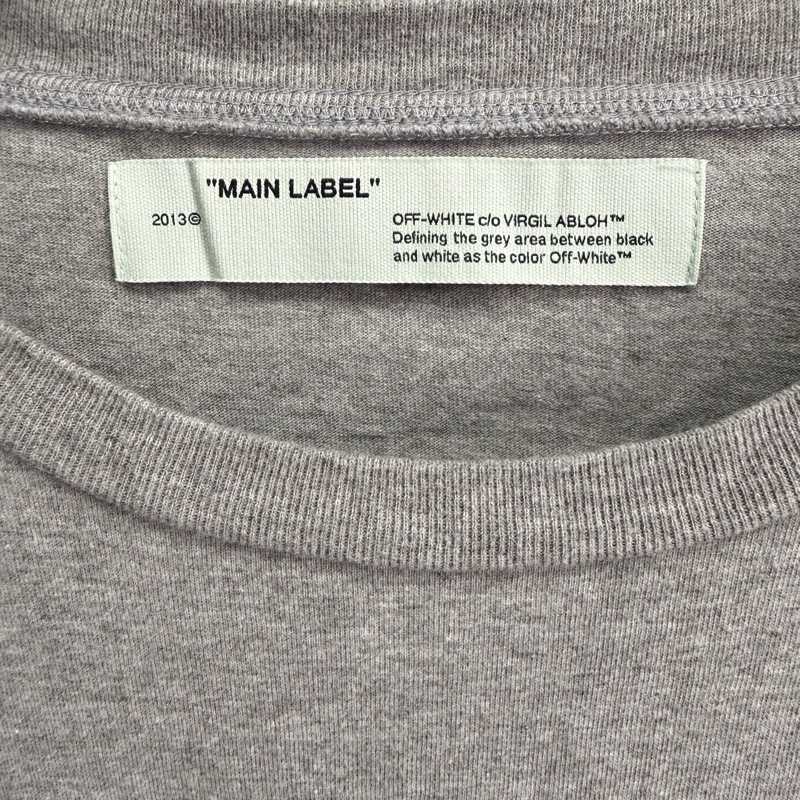 "MAIN LABEL"
2013© OFF-WHITE c/o VIRGIL ABLOH™
Defining the grey area between black
and white as the color Off-White™